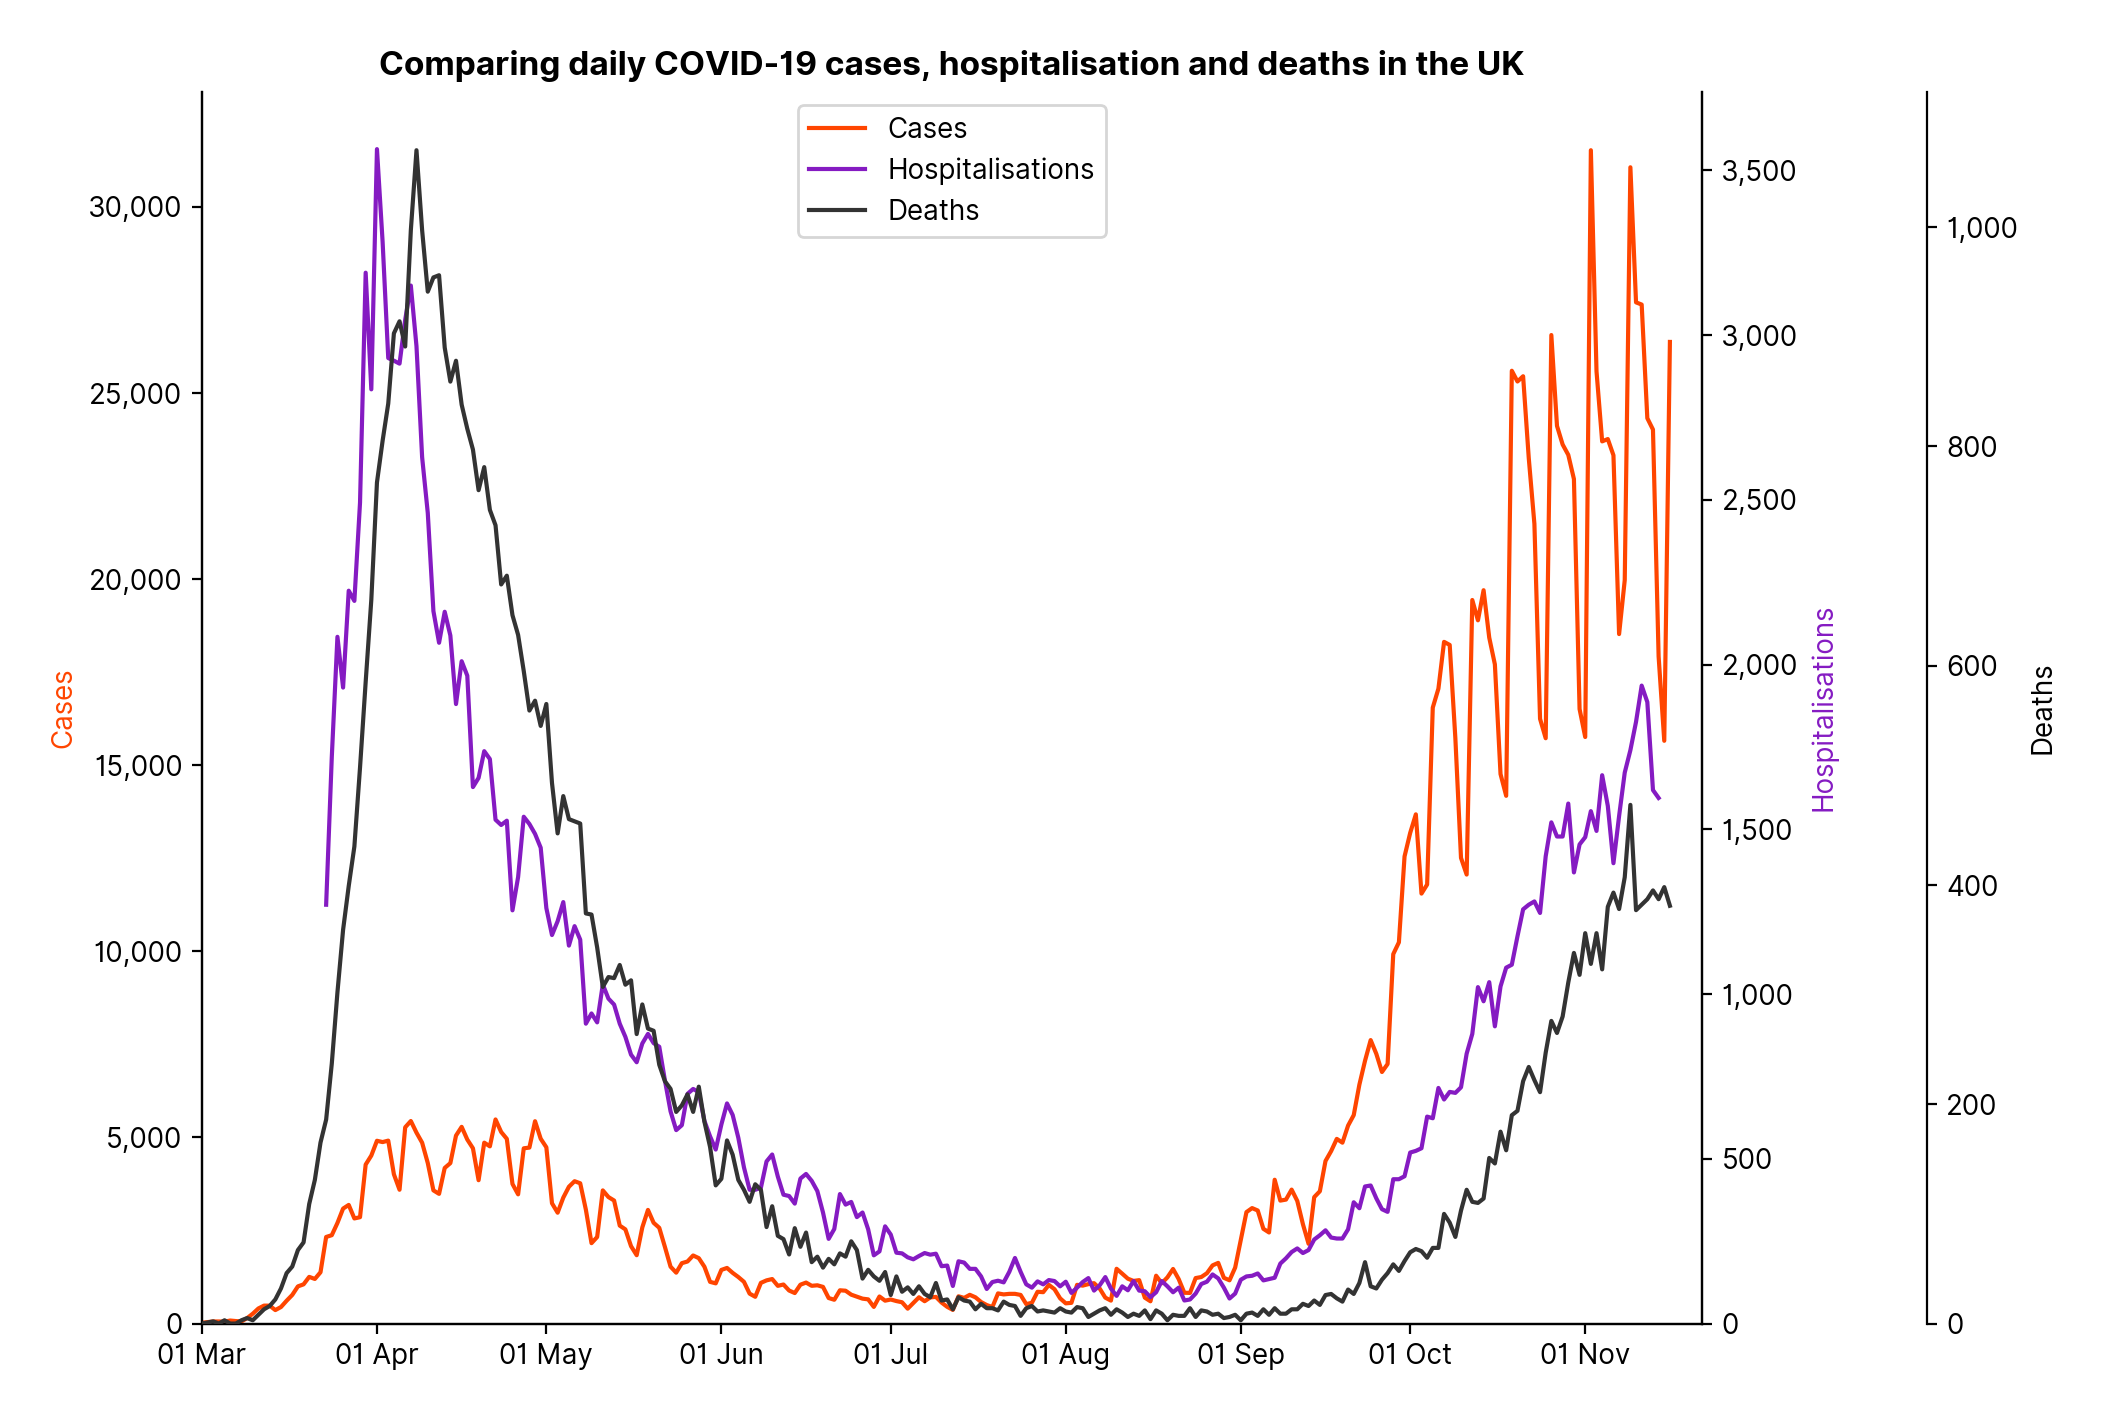 Comparing daily COVID-19 cases, hospitalisation and deaths in the UK
Cases
Hospitalisations
Deaths
30,000
25,000
20,000
15,000
10,000
5,000
0
Cases
3,500
3,000
2,500
2,000
1,500
1,000
500
0
Hospitalisations
1,000
800
600
400
200
0
Deaths
01 Mar
01 Apr
01 May
01 Jun
01 Jul
01 Aug
01 Sep
01 Oct
01 Nov